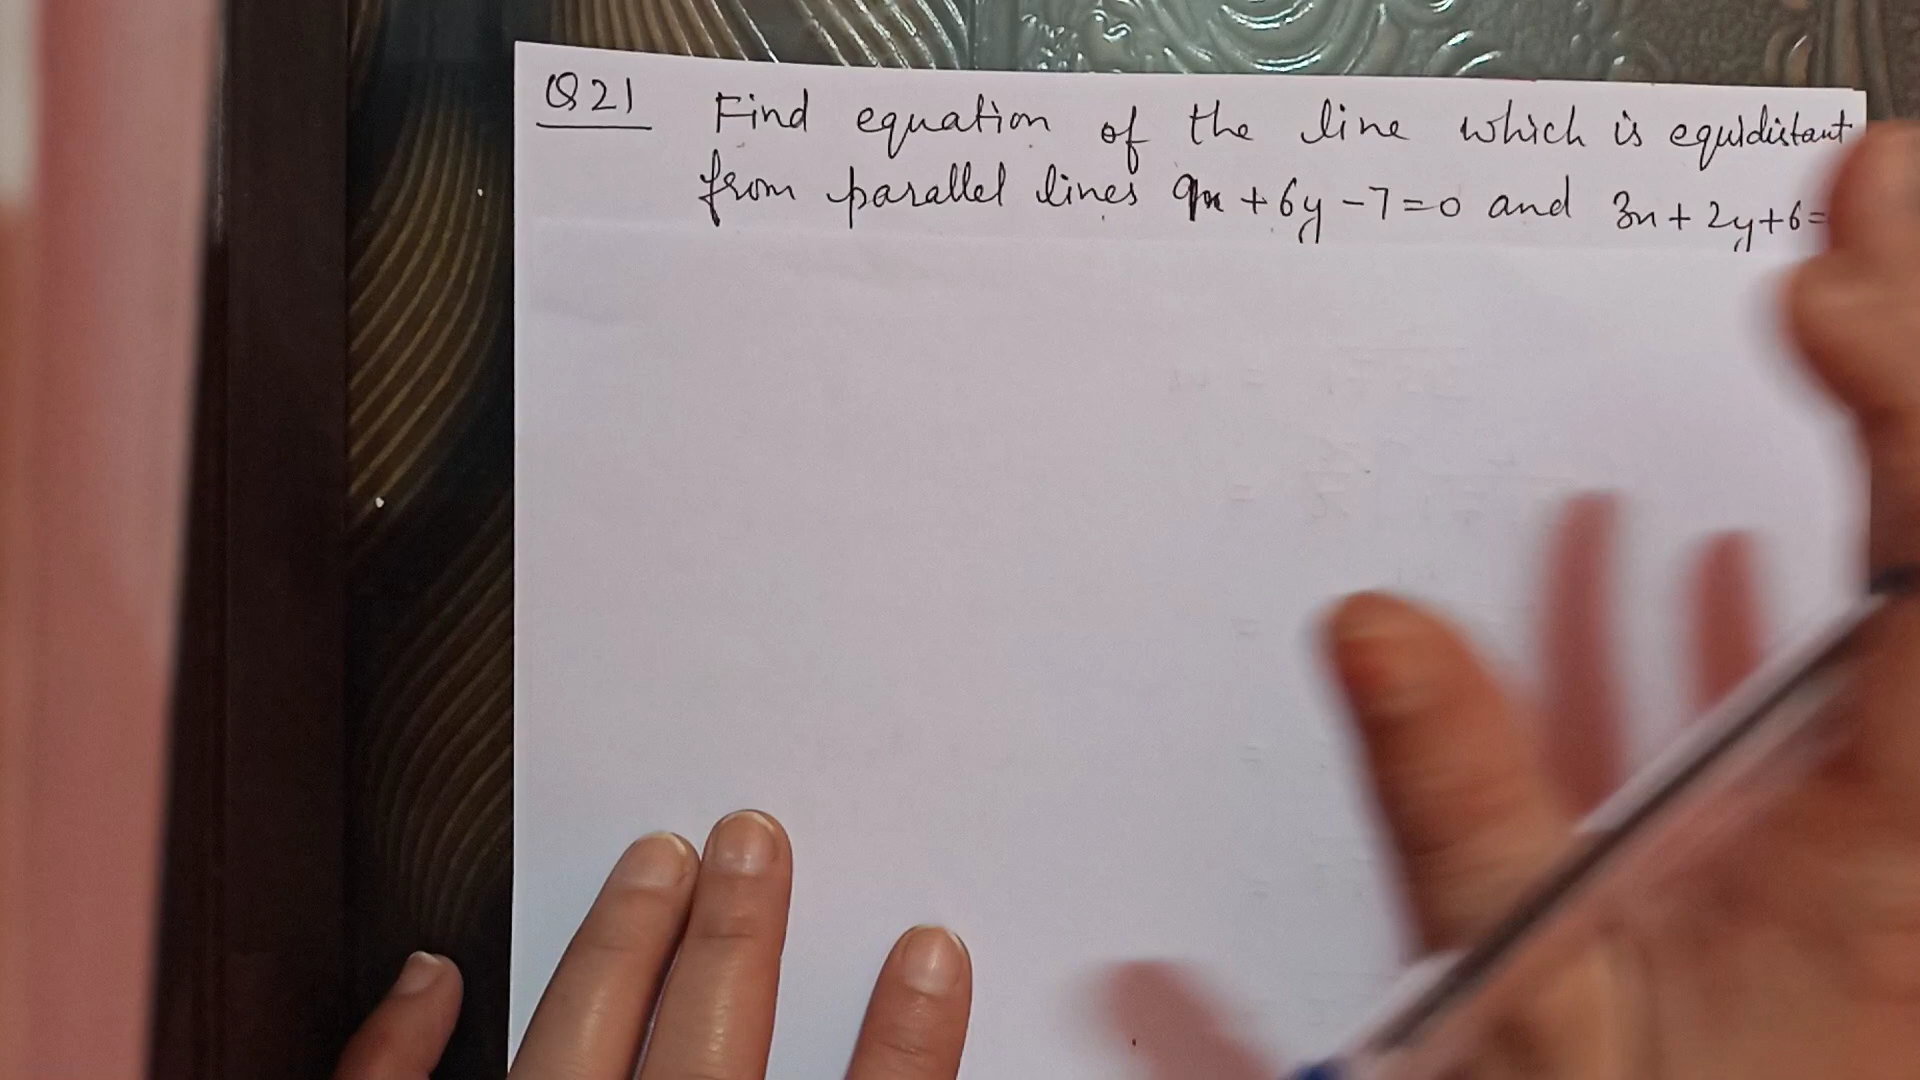 Q21 Find equation of the line which is equidistant
from parallel lines 9x + 6y - 7 = 0 and 3x + 2y + 6 =